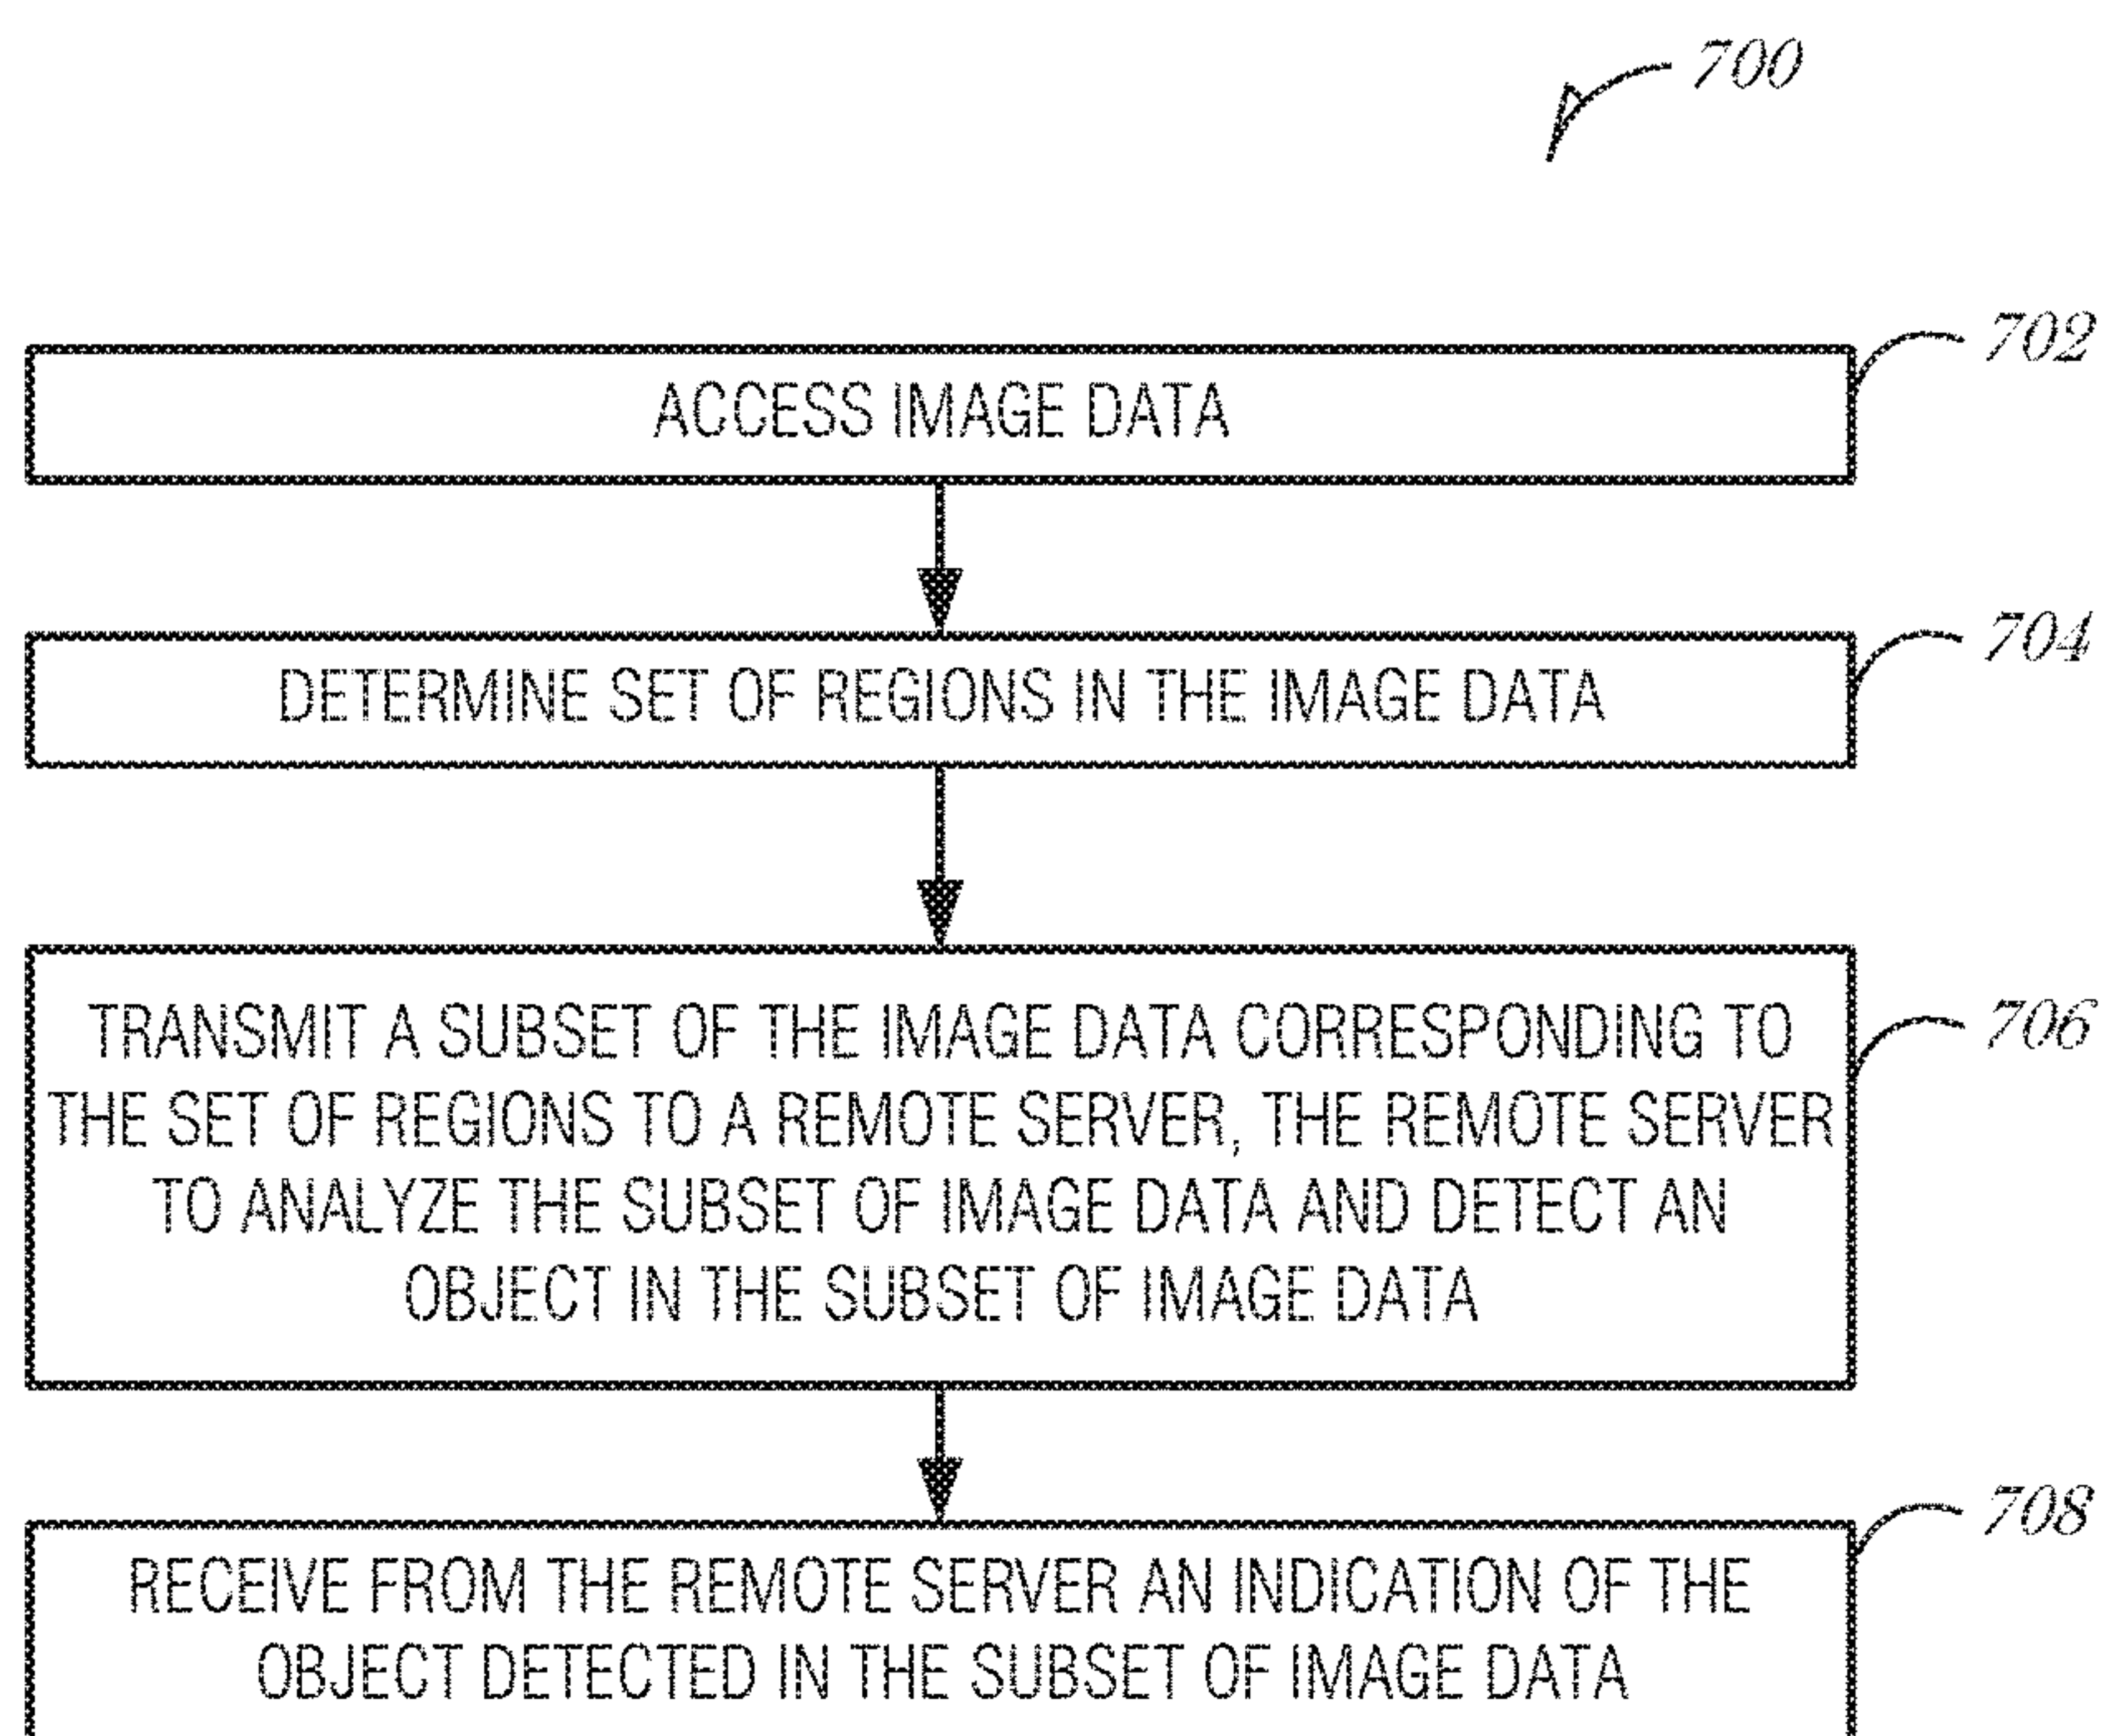 700
702
ACCESS IMAGE DATA
704
DETERMINE SET OF REGIONS IN THE IMAGE DATA
706
TRANSMIT A SUBSET OF THE IMAGE DATA CORRESPONDING TO
THE SET OF REGIONS TO A REMOTE SERVER, THE REMOTE SERVER
TO ANALYZE THE SUBSET OF IMAGE DATA AND DETECT AN
OBJECT IN THE SUBSET OF IMAGE DATA
708
RECEIVE FROM THE REMOTE SERVER AN INDICATION OF THE
OBJECT DETECTED IN THE SUBSET OF IMAGE DATA